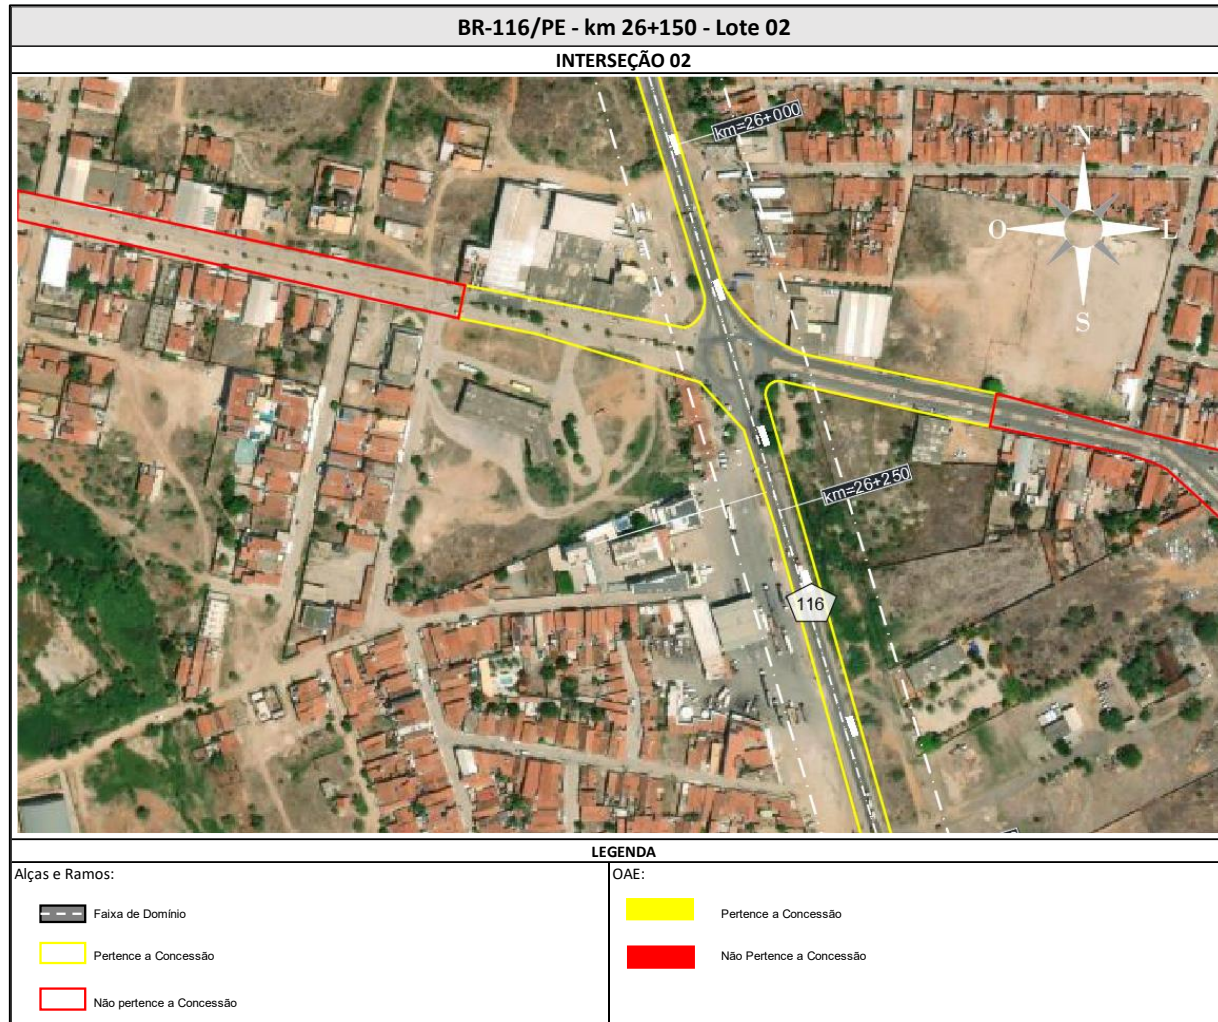 BR-116/PE - km 26+150 - Lote 02
INTERSEÇÃO 02
km=26+000
N
O
L
S
km=26+250
116
LEGENDA
Alças e Ramos:
Faixa de Domínio
Pertence a Concessão
Não pertence a Concessão
OAE:
Pertence a Concessão
Não Pertence a Concessão